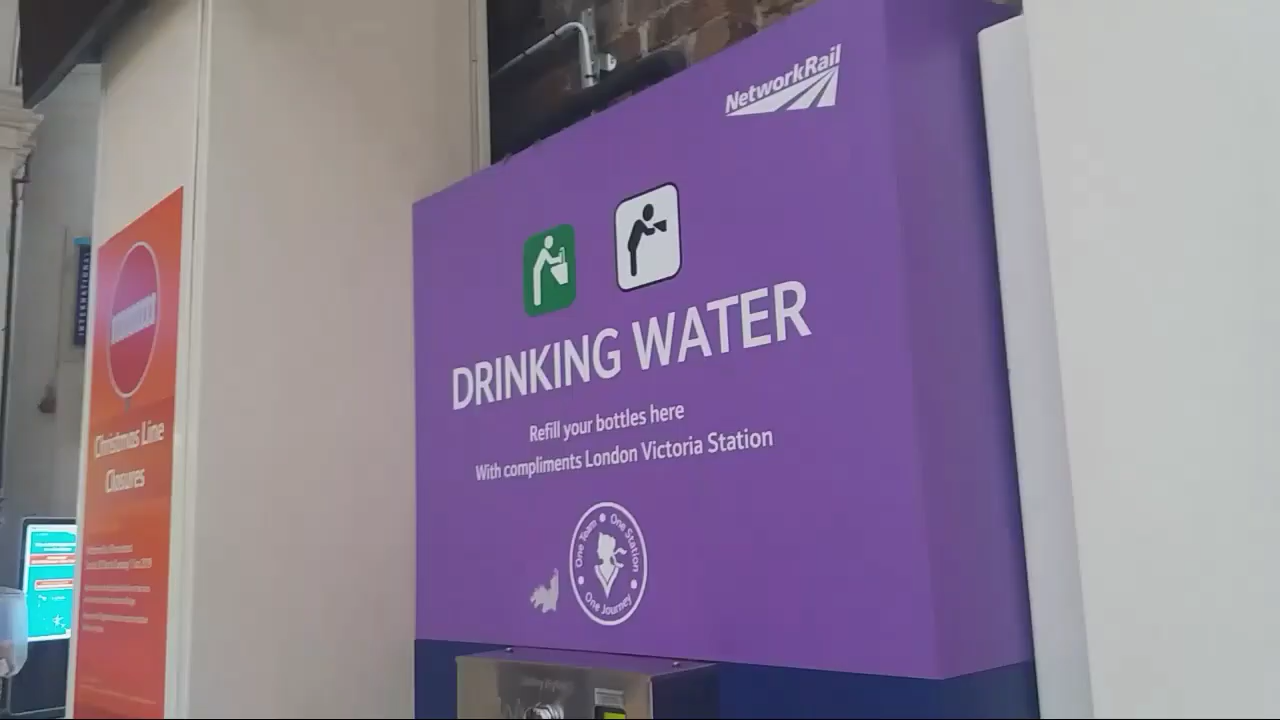 NetworkRail
DRINKING WATER
Refill your bottles here
With compliments London Victoria Station
One Team • One Station
One Journey
INTERNATIONAL
Christmas Line
Closures